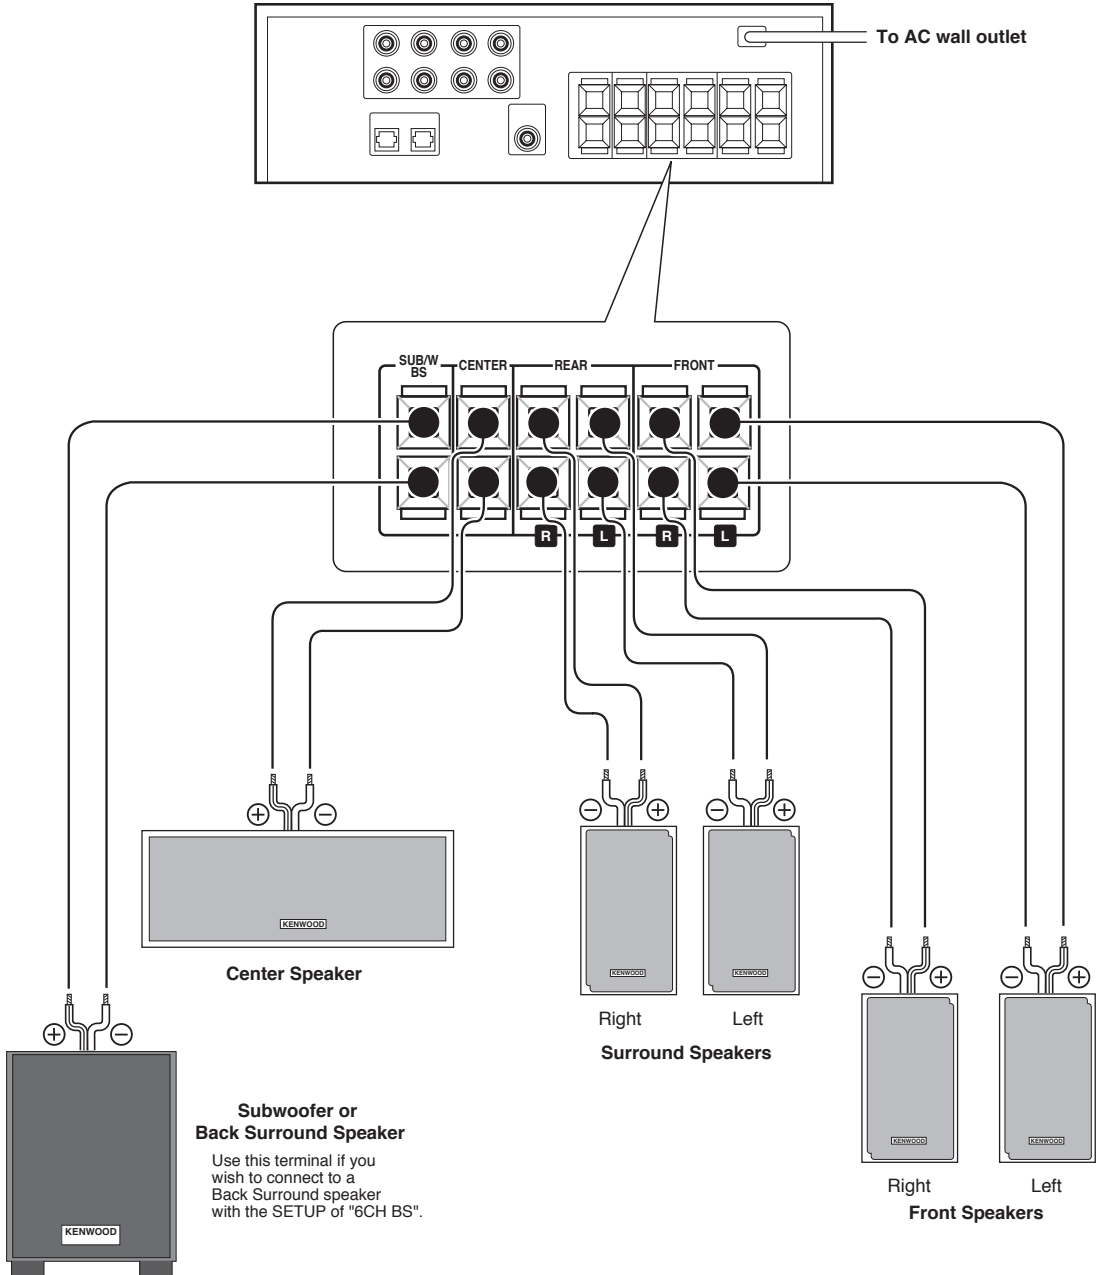 To AC wall outlet
SUB/W
BS
CENTER
REAR
FRONT
R
L
R
L
+
−
−
+
−
+
KENWOOD
Center Speaker
KENWOOD
KENWOOD
−
+
−
+
Right
Left
Surround Speakers
+
−
Subwoofer or
Back Surround Speaker
Use this terminal if you
wish to connect to a
Back Surround speaker
with the SETUP of "6CH BS".
KENWOOD
KENWOOD
KENWOOD
Right
Left
Front Speakers